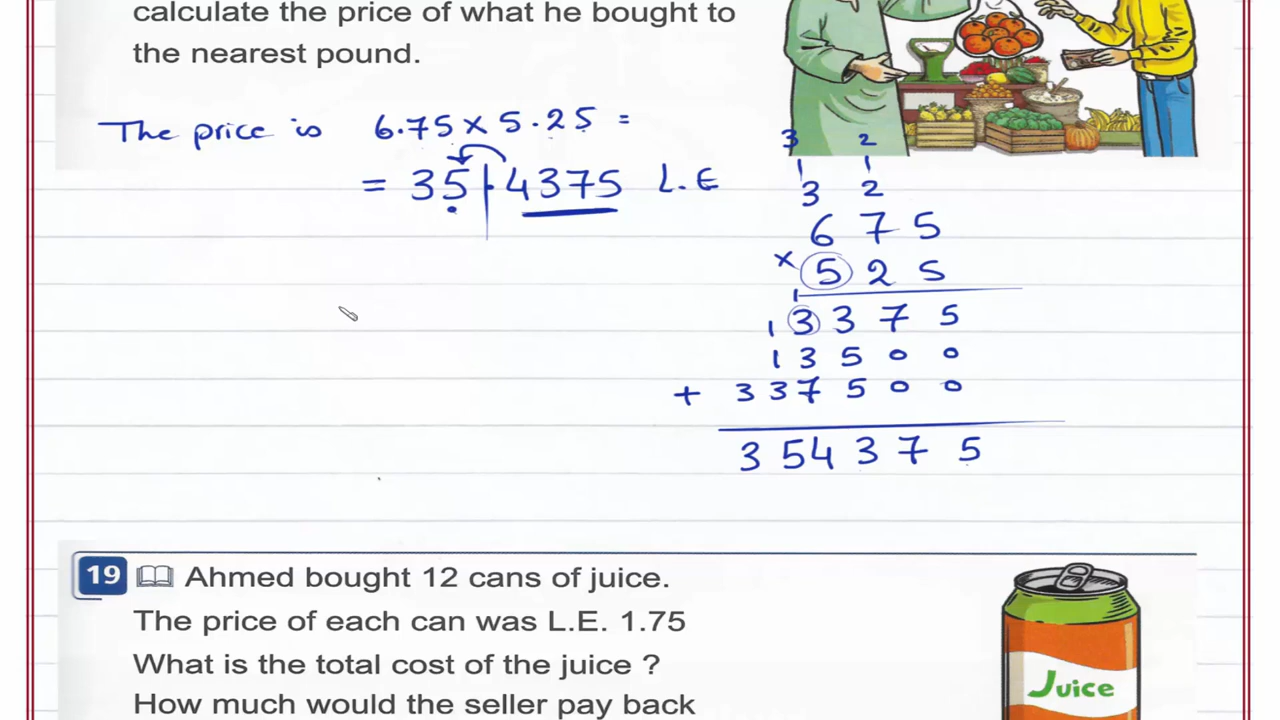 calculate the price of what he bought to
the nearest pound.
The price is 6.75 × 5.25 =
= 35.4375 L.E
3 2
1 1
3 2
6 7 5
× 5 2 5
1
1 3 3 7 5
1 3 5 0 0
+ 3 3 7 5 0 0
3 5 4 3 7 5
19 Ahmed bought 12 cans of juice.
The price of each can was L.E. 1.75
What is the total cost of the juice ?
How much would the seller pay back
Juice